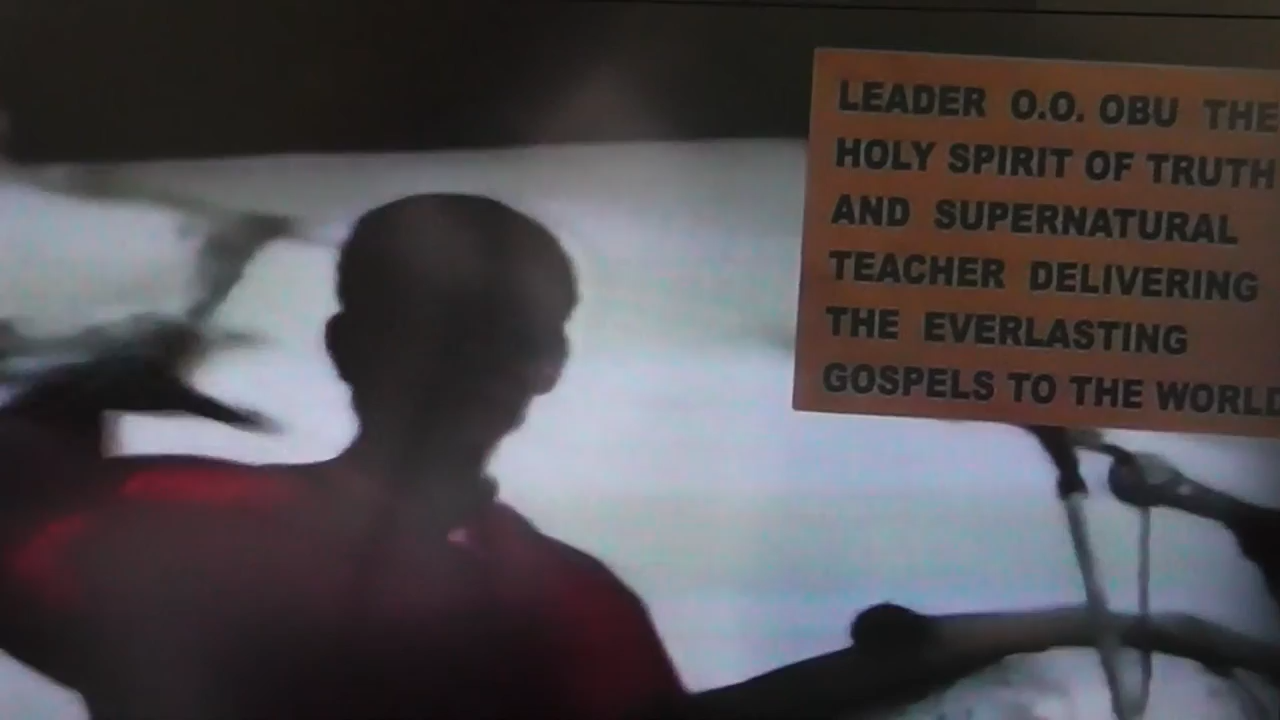 LEADER O.O. OBU THE
HOLY SPIRIT OF TRUTH
AND SUPERNATURAL
TEACHER DELIVERING
THE EVERLASTING
GOSPELS TO THE WORLD